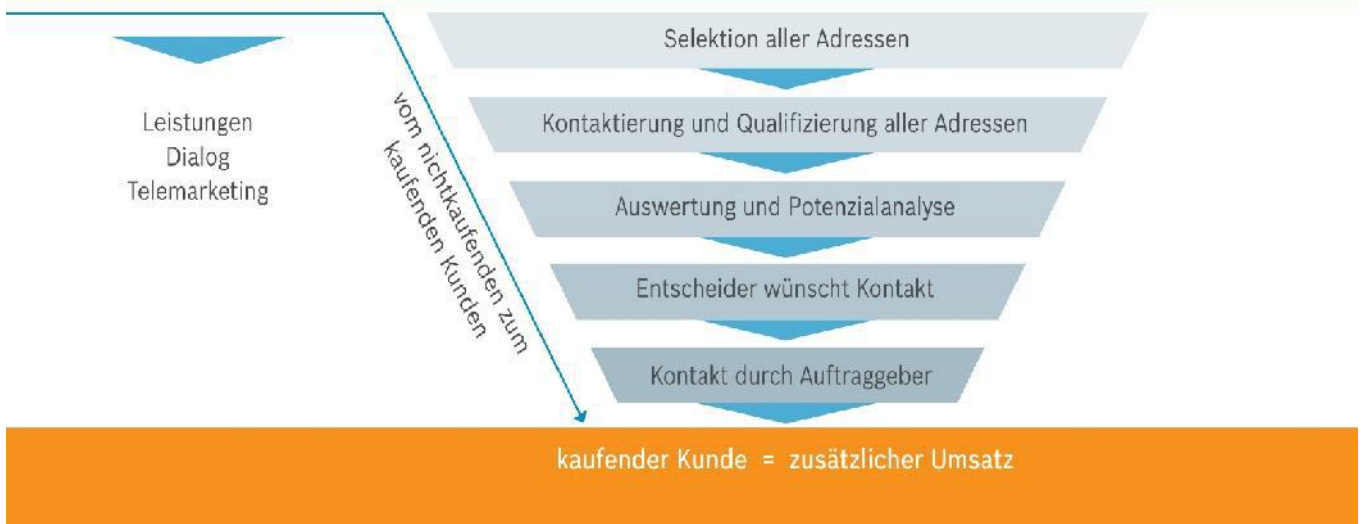 Leistungen
Dialog
Telemarketing
vom nichtkaufenden zum
kaufenden Kunden
Selektion aller Adressen
Kontaktierung und Qualifizierung aller Adressen
Auswertung und Potenzialanalyse
Entscheider wünscht Kontakt
Kontakt durch Auftraggeber
kaufender Kunde = zusätzlicher Umsatz